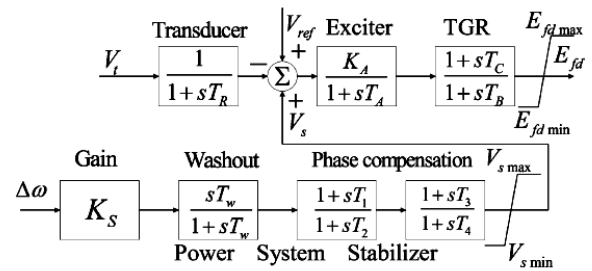 Transducer
V_ref
Exciter
TGR
E_fd max
V_t
1
1+sT_R
−
+
Σ
+
V_s
K_A
1+sT_A
1+sT_C
1+sT_B
E_fd
E_fd min
Gain
Washout
Phase compensation
V_s max
Δω
K_S
sT_w
1+sT_w
1+sT_1
1+sT_2
1+sT_3
1+sT_4
V_s min
Power System Stabilizer